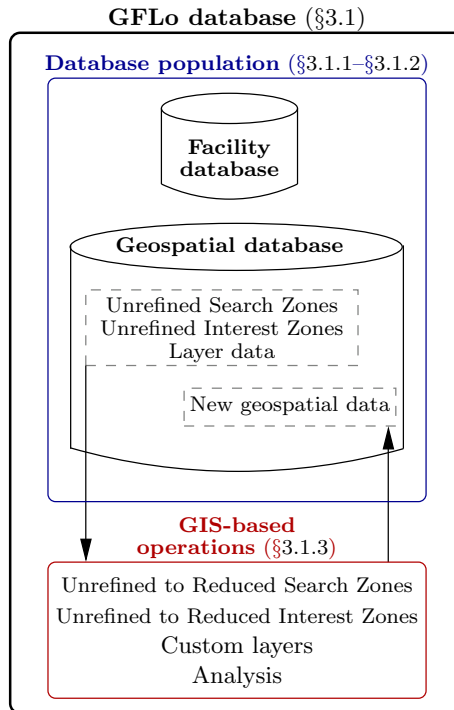 GFLo database (§3.1)
Database population (§3.1.1–§3.1.2)
Facility
database
Geospatial database
Unrefined Search Zones
Unrefined Interest Zones
Layer data
New geospatial data
GIS-based
operations (§3.1.3)
Unrefined to Reduced Search Zones
Unrefined to Reduced Interest Zones
Custom layers
Analysis